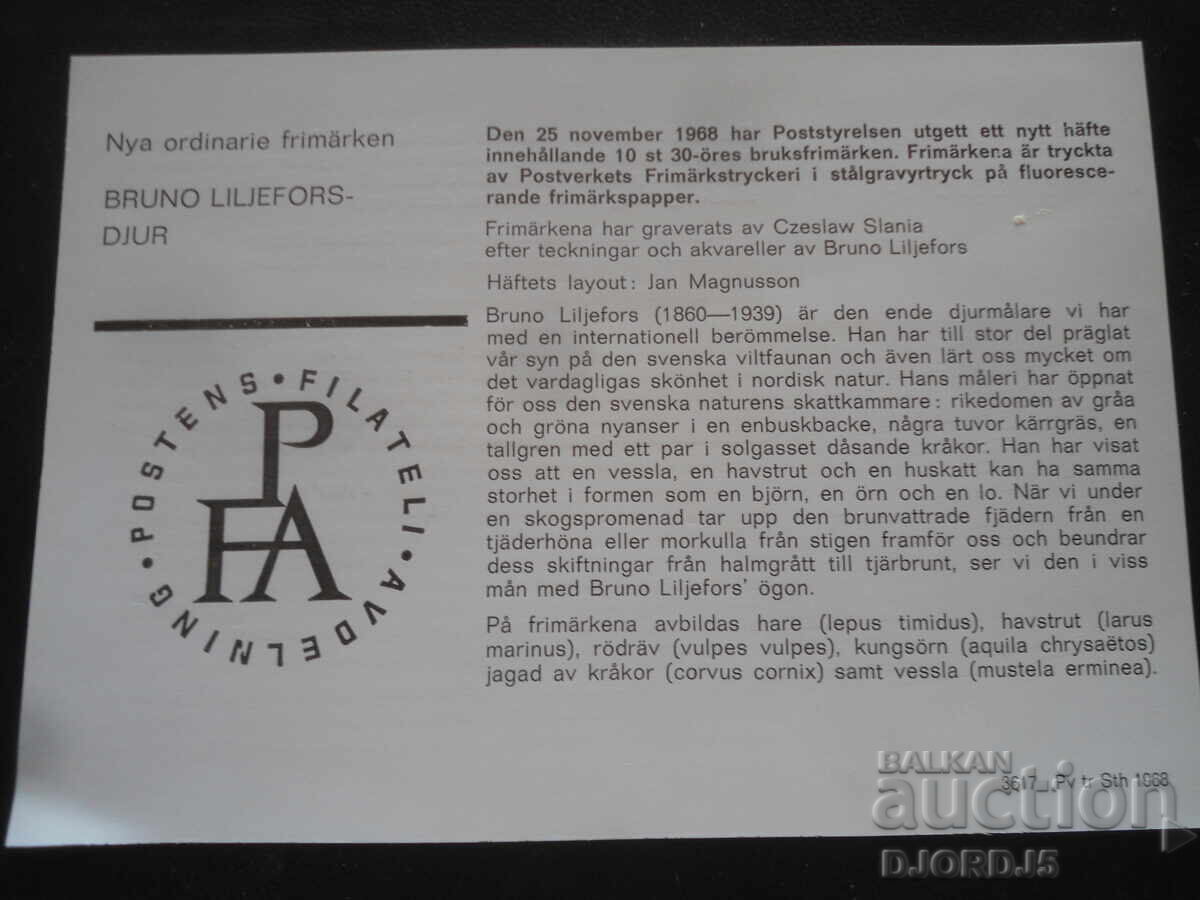 Nya ordinarie frimärken
BRUNO LILJEFORS-
DJUR
POSTENS • FILATELI • AVDELNING •
PFA
Den 25 november 1968 har Poststyrelsen utgett ett nytt häfte
innehållande 10 st 30-öres bruksfrimärken. Frimärkena är tryckta
av Postverkets Frimärkstryckeri i stålgravyrtryck på fluoresce-
rande frimärkspapper.
Frimärkena har graverats av Czeslaw Slania
efter teckningar och akvareller av Bruno Liljefors
Häftets layout: Jan Magnusson
Bruno Liljefors (1860—1939) är den ende djurmålare vi har
med en internationell berömmelse. Han har till stor del präglat
vår syn på den svenska viltfaunan och även lärt oss mycket om
det vardagligas skönhet i nordisk natur. Hans måleri har öppnat
för oss den svenska naturens skattkammare: rikedomen av gråa
och gröna nyanser i en enbuskbacke, några tuvor kärrgräs, en
tallgren med ett par i solgasset dåsande kråkor. Han har visat
oss att en vessla, en havstrut och en huskatt kan ha samma
storhet i formen som en björn, en örn och en lo. När vi under
en skogspromenad tar upp den brunvattrade fjädern från en
tjäderhöna eller morkulla från stigen framför oss och beundrar
dess skiftningar från halmgrått till tjärbrunt, ser vi den i viss
mån med Bruno Liljefors' ögon.
På frimärkena avbildas hare (lepus timidus), havstrut (larus
marinus), rödräv (vulpes vulpes), kungsörn (aquila chrysaëtos)
jagad av kråkor (corvus cornix) samt vessla (mustela erminea).
3617 Pv tr Sth 1968
BALKAN
auction
DJORDJ5